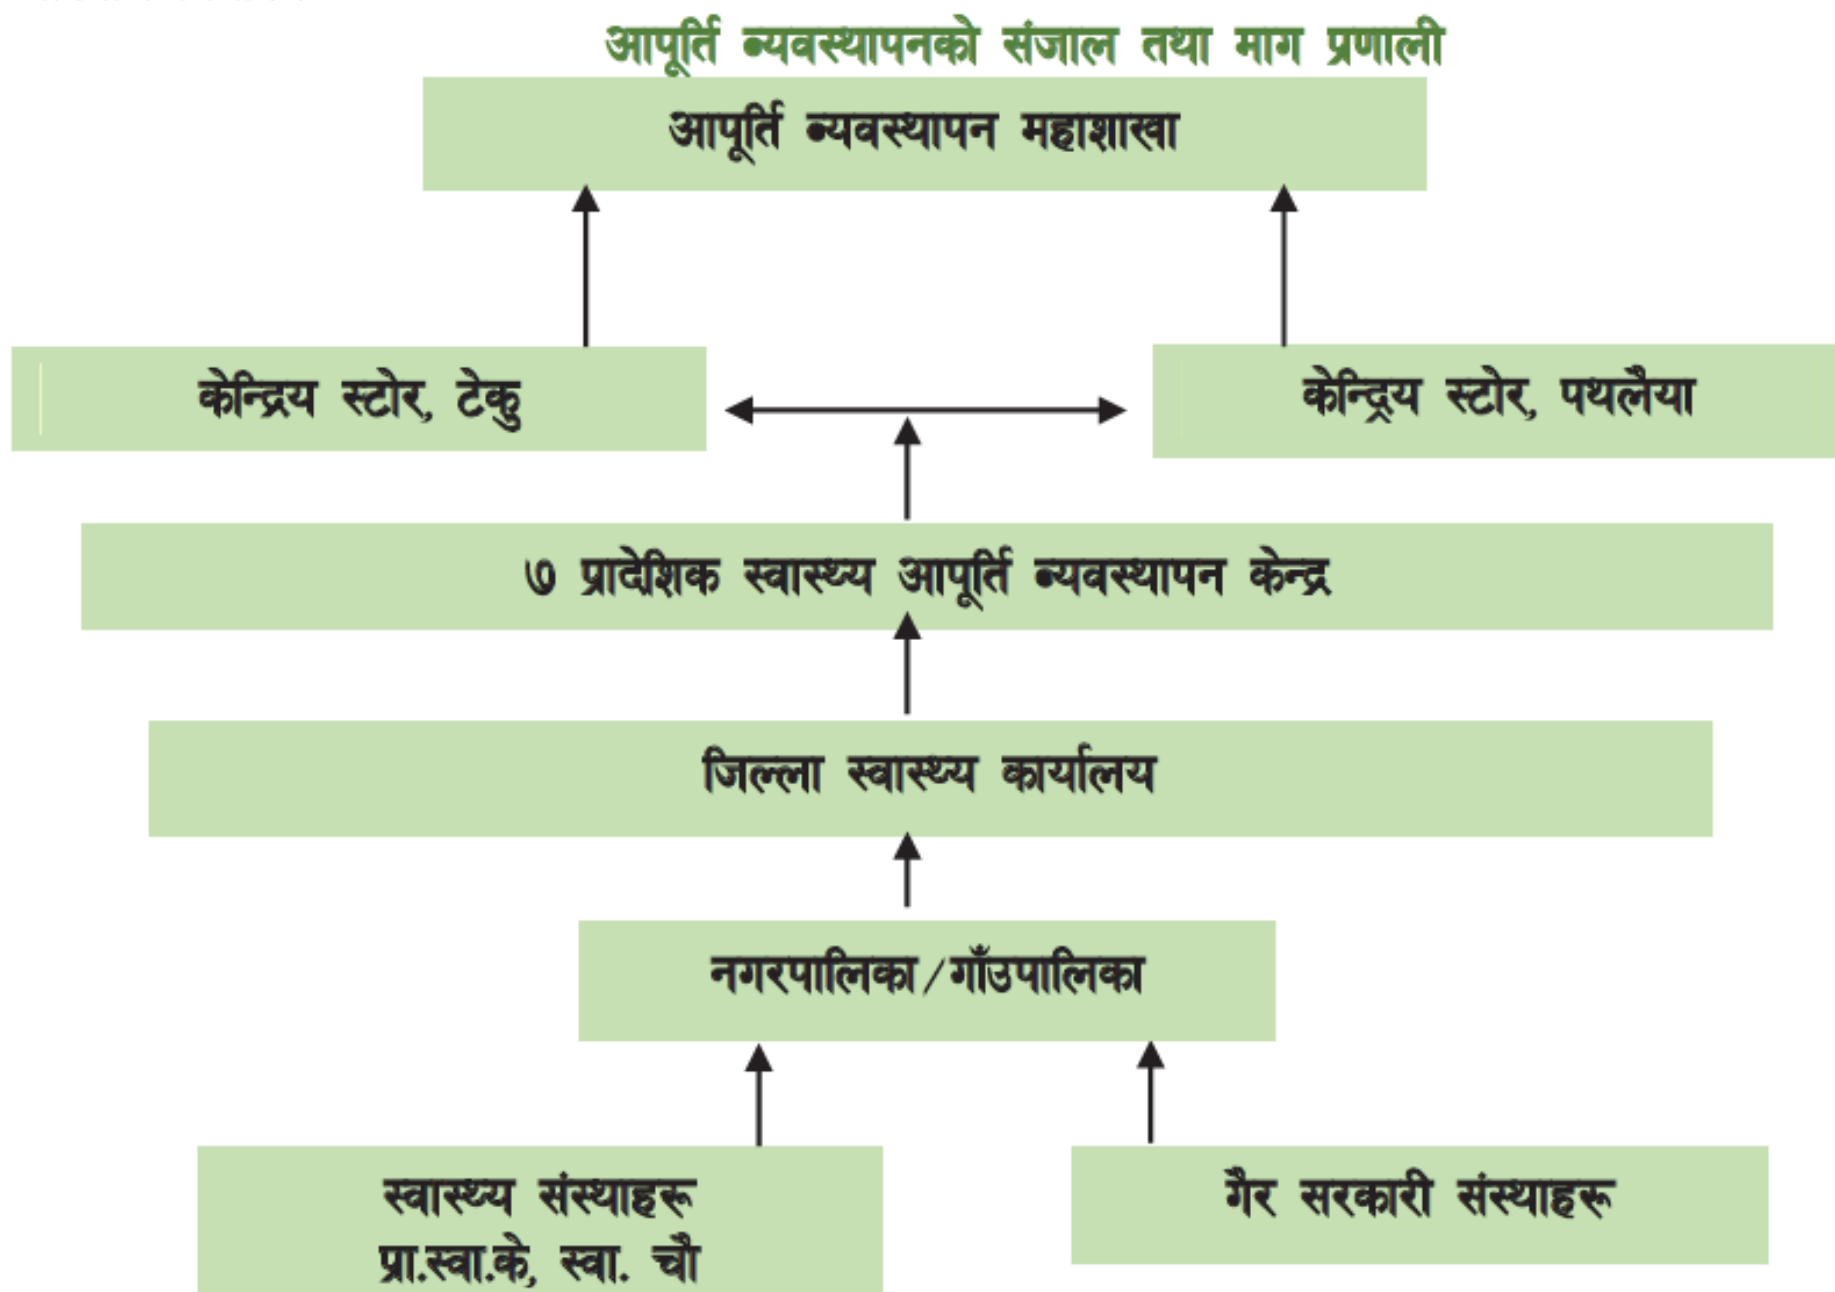 आपूर्ति ब्यवस्थापनको संजाल तथा माग प्रणाली
आपूर्ति ब्यवस्थापन महाशाखा
केन्द्रिय स्टोर, टेकु
केन्द्रिय स्टोर, पथलैया
७ प्रादेशिक स्वास्थ्य आपूर्ति ब्यवस्थापन केन्द्र
जिल्ला स्वास्थ्य कार्यालय
नगरपालिका/गाँउपालिका
स्वास्थ्य संस्थाहरू
प्रा.स्वा.के, स्वा. चौ
गैर सरकारी संस्थाहरू